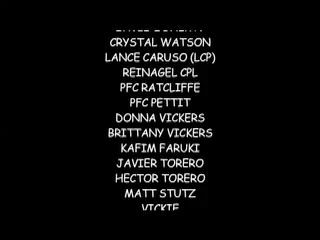 CRYSTAL WATSON
LANCE CARUSO (LCP)
REINAGEL CPL
PFC RATCLIFFE
PFC PETTIT
DONNA VICKERS
BRITTANY VICKERS
KAFIM FARUKI
JAVIER TORERO
HECTOR TORERO
MATT STUTZ
VICKIE